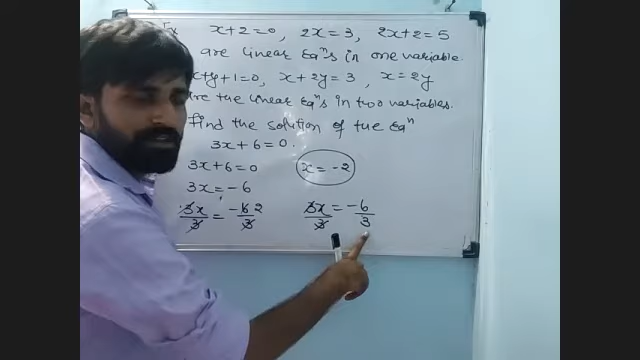 Ex x+2=0, 2x=3, 2x+2=5
are linear Eqⁿs in one variable.
x+y+1=0, x+2y=3, x=2y
are the linear Eqⁿs in two variables.
find the solution of the Eqⁿ
3x+6=0.
3x+6=0 x=-2
3x=-6
3x/3 = -6 2/3 3x/3 = -6/3